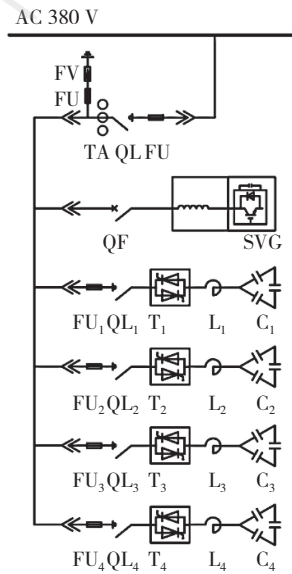 AC 380 V
FV
FU
TA QL FU
QF SVG
FU₁ QL₁ T₁ L₁ C₁
FU₂ QL₂ T₂ L₂ C₂
FU₃ QL₃ T₃ L₃ C₃
FU₄ QL₄ T₄ L₄ C₄